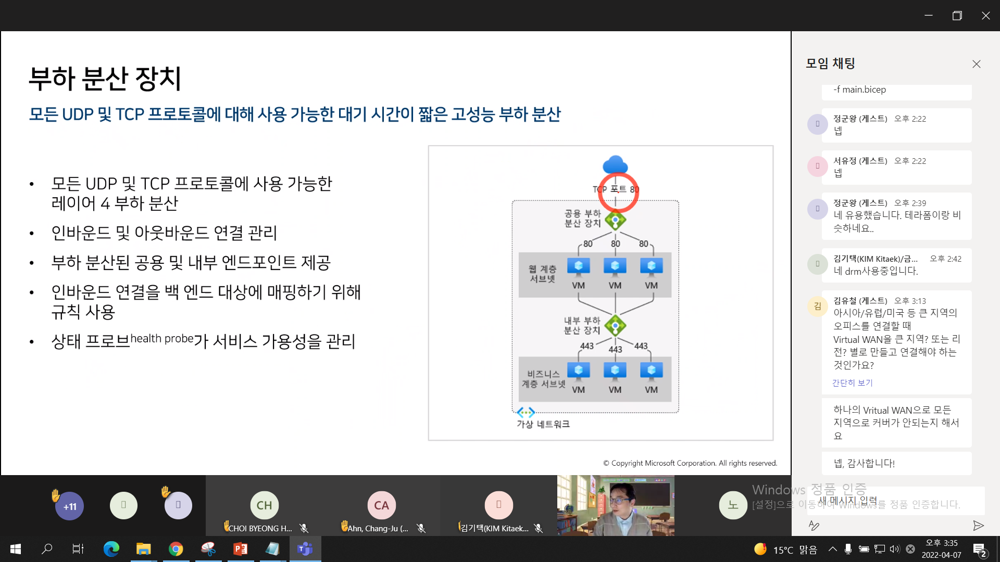 부하 분산 장치
모든 UDP 및 TCP 프로토콜에 대해 사용 가능한 대기 시간이 짧은 고성능 부하 분산
• 모든 UDP 및 TCP 프로토콜에 사용 가능한
레이어 4 부하 분산
• 인바운드 및 아웃바운드 연결 관리
• 부하 분산된 공용 및 내부 엔드포인트 제공
• 인바운드 연결을 백 엔드 대상에 매핑하기 위해
규칙 사용
• 상태 프로브health probe가 서비스 가용성을 관리
TCP 포트 80
공용 부하
분산 장치
80 80 80
웹 계층
서브넷
VM VM VM
내부 부하
분산 장치
443 443 443
비즈니스
계층 서브넷
VM VM VM
가상 네트워크
© Copyright Microsoft Corporation. All rights reserved.
모임 채팅
-f main.bicep
정군왕 (게스트) 오후 2:22
넵
서유정 (게스트) 오후 2:22
넵
정군왕 (게스트) 오후 2:39
네 유용했습니다. 테라폼이랑 비
슷하네요..
김기택(KIM Kitaek)/금... 오후 2:42
네 drm사용중입니다.
김
김유철 (게스트) 오후 3:13
아시아/유럽/미국 등 큰 지역의
오피스를 연결할 때
Virtual WAN을 큰 지역? 또는 리
전? 별로 만들고 연결해야 하는
것인가요?
간단히 보기
하나의 Vritual WAN으로 모든
지역으로 커버가 안되는지 해서
요
넵, 감사합니다!
Windows 정품 인증
[설정]으로 이동하여 Windows를 정품 인증합니다.
새 메시지 입력
+11
CH
CHOI BYEONG H...
CA
Ahn, Chang-Ju (...
김기택(KIM Kitaek...
노
15°C 맑음
오후 3:35
2022-04-07
2